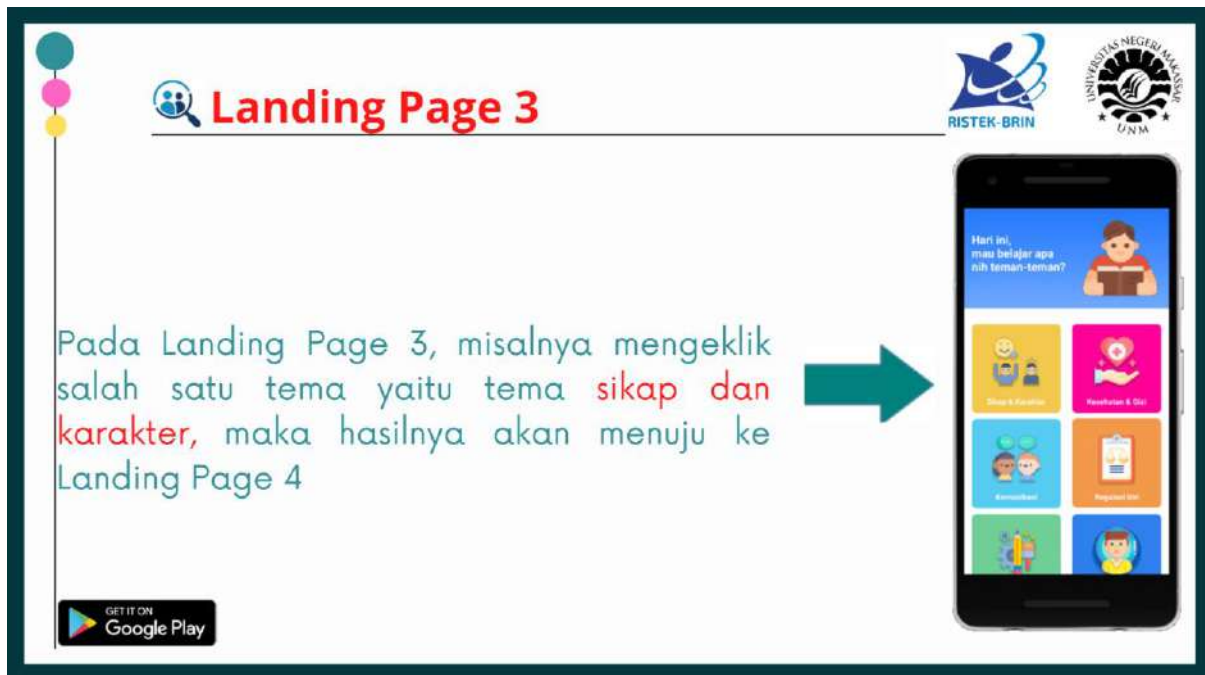 Landing Page 3
RISTEK-BRIN
UNIVERSITAS NEGERI MAKASSAR
UNM
Hari ini,
mau belajar apa
nih teman-teman?
Pada Landing Page 3, misalnya mengeklik
salah satu tema yaitu tema sikap dan
karakter, maka hasilnya akan menuju ke
Landing Page 4
Sikap & Karakter
Kesehatan & Gizi
Komunikasi
Regulasi Diri
GET IT ON
Google Play